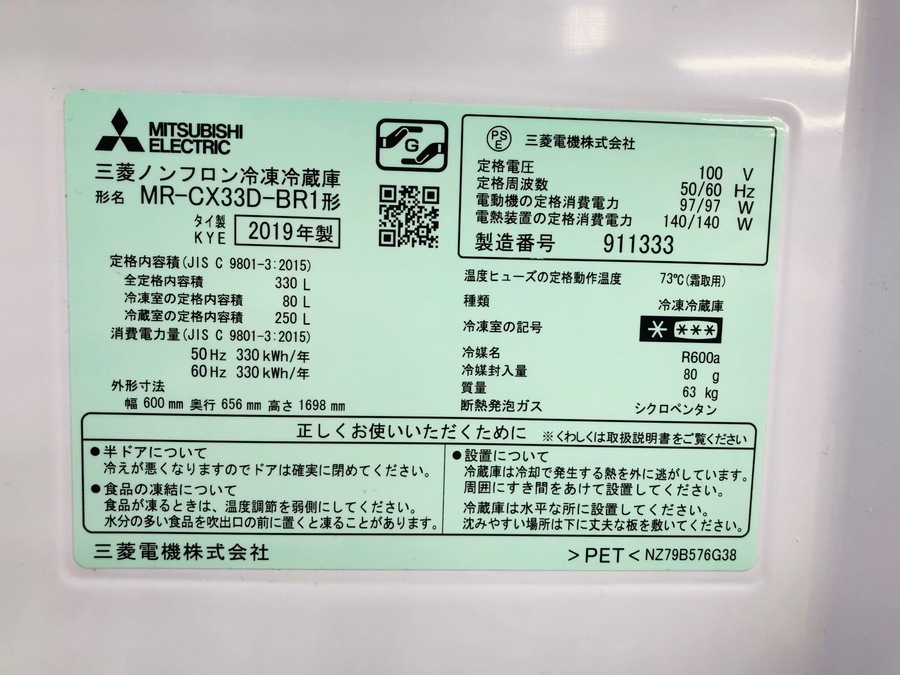 MITSUBISHI
ELECTRIC
三菱ノンフロン冷凍冷蔵庫
形名 MR-CX33D-BR1形
タイ製
KYE 2019年製
G
定格内容積(JIS C 9801-3:2015)
全定格内容積 330 L
冷凍室の定格内容積 80 L
冷蔵室の定格内容積 250 L
消費電力量(JIS C 9801-3:2015)
50Hz 330kWh/年
60Hz 330kWh/年
外形寸法
幅 600mm 奥行 656mm 高さ 1698mm
PS
E 三菱電機株式会社
定格電圧 100 V
定格周波数 50/60 Hz
電動機の定格消費電力 97/97 W
電熱装置の定格消費電力 140/140 W
製造番号 911333
温度ヒューズの定格動作温度 73℃(霜取用)
種類 冷凍冷蔵庫
冷凍室の記号
冷媒名 R600a
冷媒封入量 80 g
質量 63 kg
断熱発泡ガス シクロペンタン
正しくお使いいただくために ※くわしくは取扱説明書をご覧ください
●半ドアについて
冷えが悪くなりますのでドアは確実に閉めてください。
●食品の凍結について
食品が凍るときは、温度調節を弱側にしてください。
水分の多い食品を吹出口の前に置くと凍ることがあります。
●設置について
冷蔵庫は冷却で発生する熱を外に逃がしています。
周囲にすき間をあけて設置してください。
冷蔵庫は水平な所に設置してください。
沈みやすい場所は下に丈夫な板を敷いてください。
三菱電機株式会社
>PET< NZ79B576G38